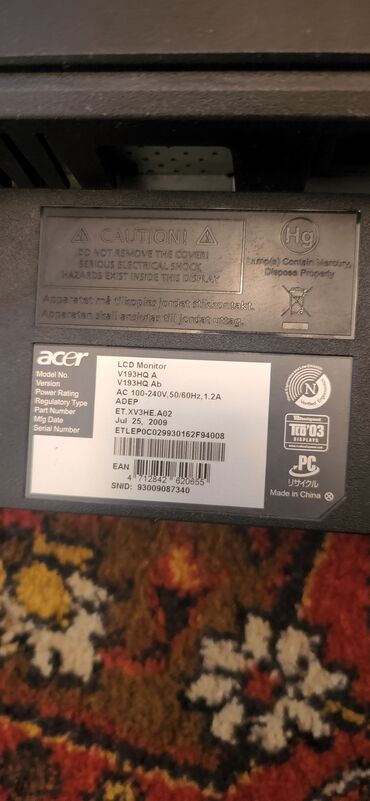 CAUTION!
DO NOT REMOVE THE COVER!
SERIOUS ELECTRICAL SHOCK
HAZARDS EXIST INSIDE THIS DISPLAY
Apparatet må tilkoples jordat stikkontakt.
Apparaten skall anslutas till jordat uttag.
Hg
Lamp(s) Contain Mercury,
Dispose Properly
acer
LCD Monitor
Model No. V193HQ A
Version V193HQ Ab
Power Rating AC 100-240V,50/60Hz,1.2A
Regulatory Type ADEP
Part Number ET.XV3HE.A02
Mfg Date Jul 25, 2009
Serial Number ETLEP0C029930162F94008
EAN
4 712842 620655
SNID: 93009087340
N
TCO'03
DISPLAYS
PC
リサイクル
Made in China